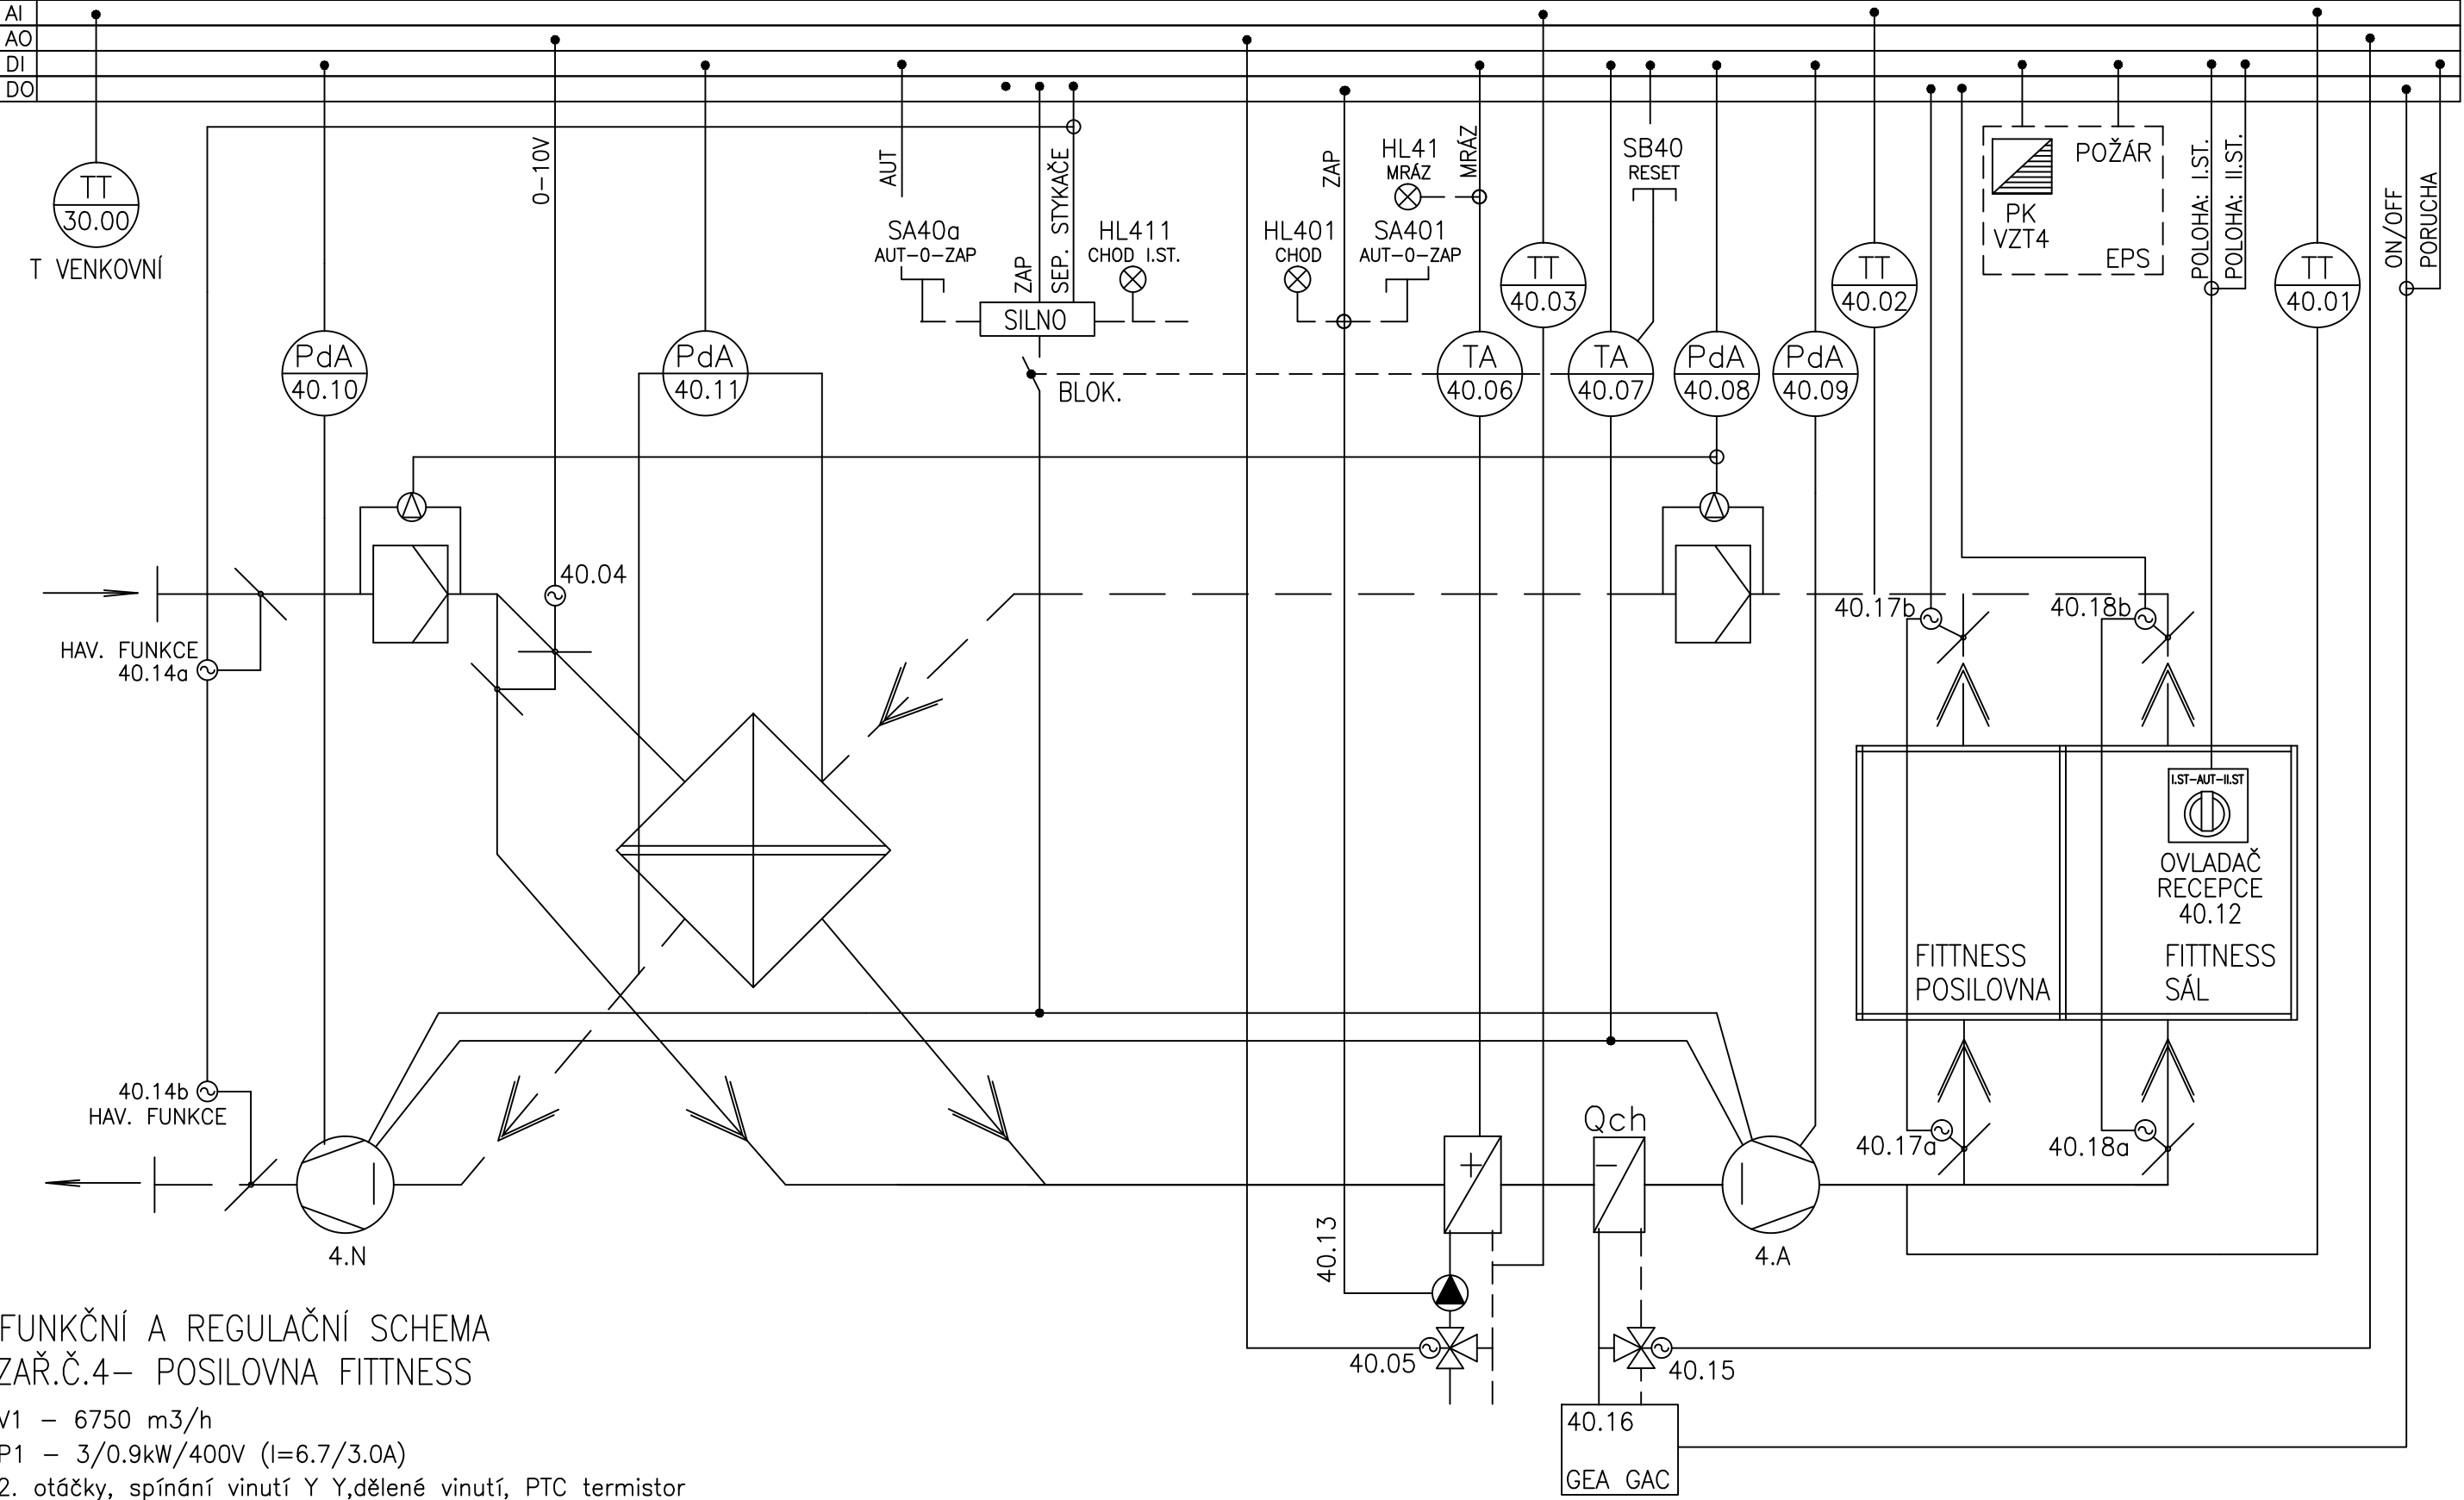 AI
AO
DI
DO
TT
30.00
T VENKOVNÍ
PdA
40.10
0-10V
PdA
40.11
AUT
SA40a
AUT-0-ZAP
ZAP
SEP. STYKAČE
HL411
CHOD I.ST.
SILNO
BLOK.
HL401
CHOD
ZAP
SA401
AUT-0-ZAP
HL41
MRÁZ
MRÁZ
TT
40.03
TA
40.06
SB40
RESET
TA
40.07
PdA
40.08
PdA
40.09
TT
40.02
PK
VZT4
POŽÁR
EPS
POLOHA: I.ST.
POLOHA: II.ST.
TT
40.01
ON/OFF
PORUCHA
40.04
HAV. FUNKCE
40.14a
40.17b
40.18b
I.ST-AUT-II.ST
OVLADAČ
RECEPCE
40.12
FITTNESS
POSILOVNA
FITTNESS
SÁL
40.14b
HAV. FUNKCE
4.N
Qch
+
−
4.A
40.17a
40.18a
40.13
40.05
40.15
40.16
GEA GAC
FUNKČNÍ A REGULAČNÍ SCHEMA
ZAŘ.Č.4- POSILOVNA FITTNESS
V1 - 6750 m3/h
P1 - 3/0.9kW/400V (I=6.7/3.0A)
2. otáčky, spínání vinutí Y Y,dělené vinutí, PTC termistor